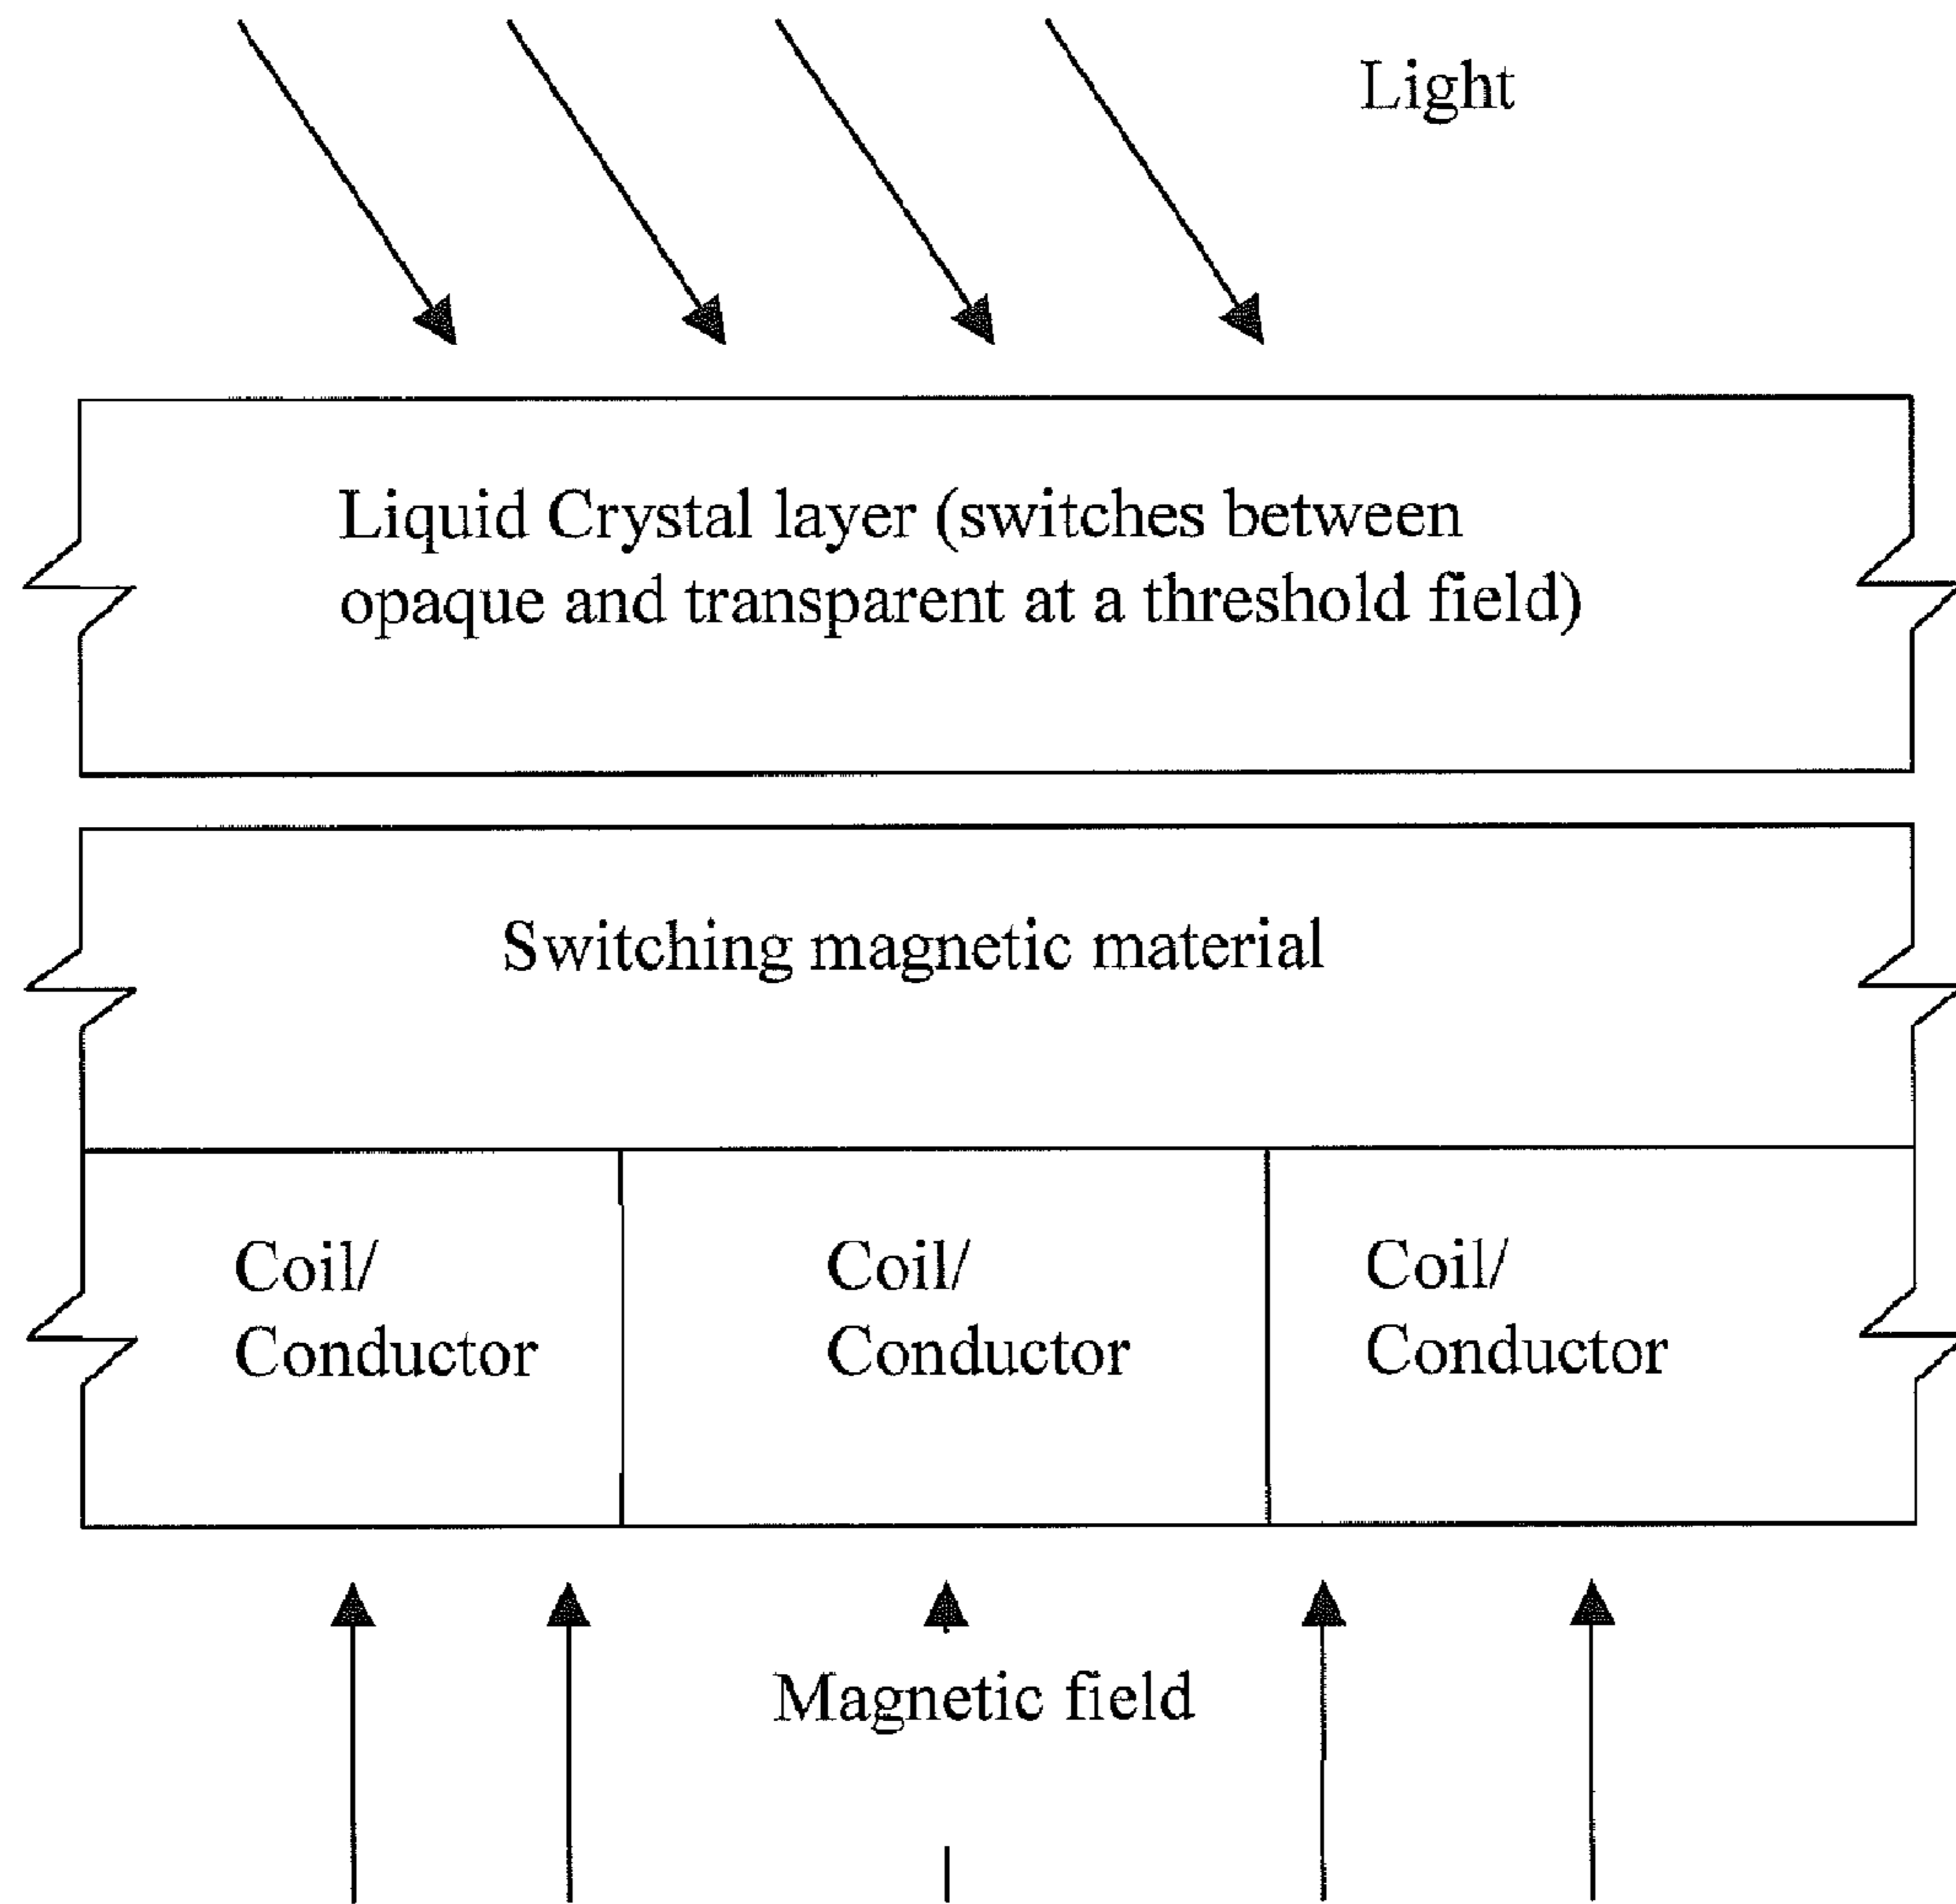 Light
Liquid Crystal layer (switches between
opaque and transparent at a threshold field)
Switching magnetic material
Coil/
Conductor
Coil/
Conductor
Coil/
Conductor
Magnetic field